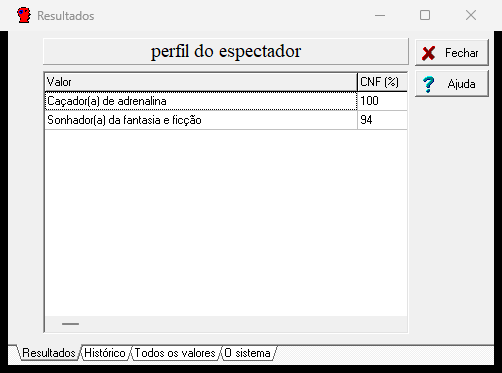 Resultados
perfil do espectador
Fechar
Valor CNF (%)
Ajuda
Caçador(a) de adrenalina 100
Sonhador(a) da fantasia e ficção 94
Resultados Histórico Todos os valores O sistema